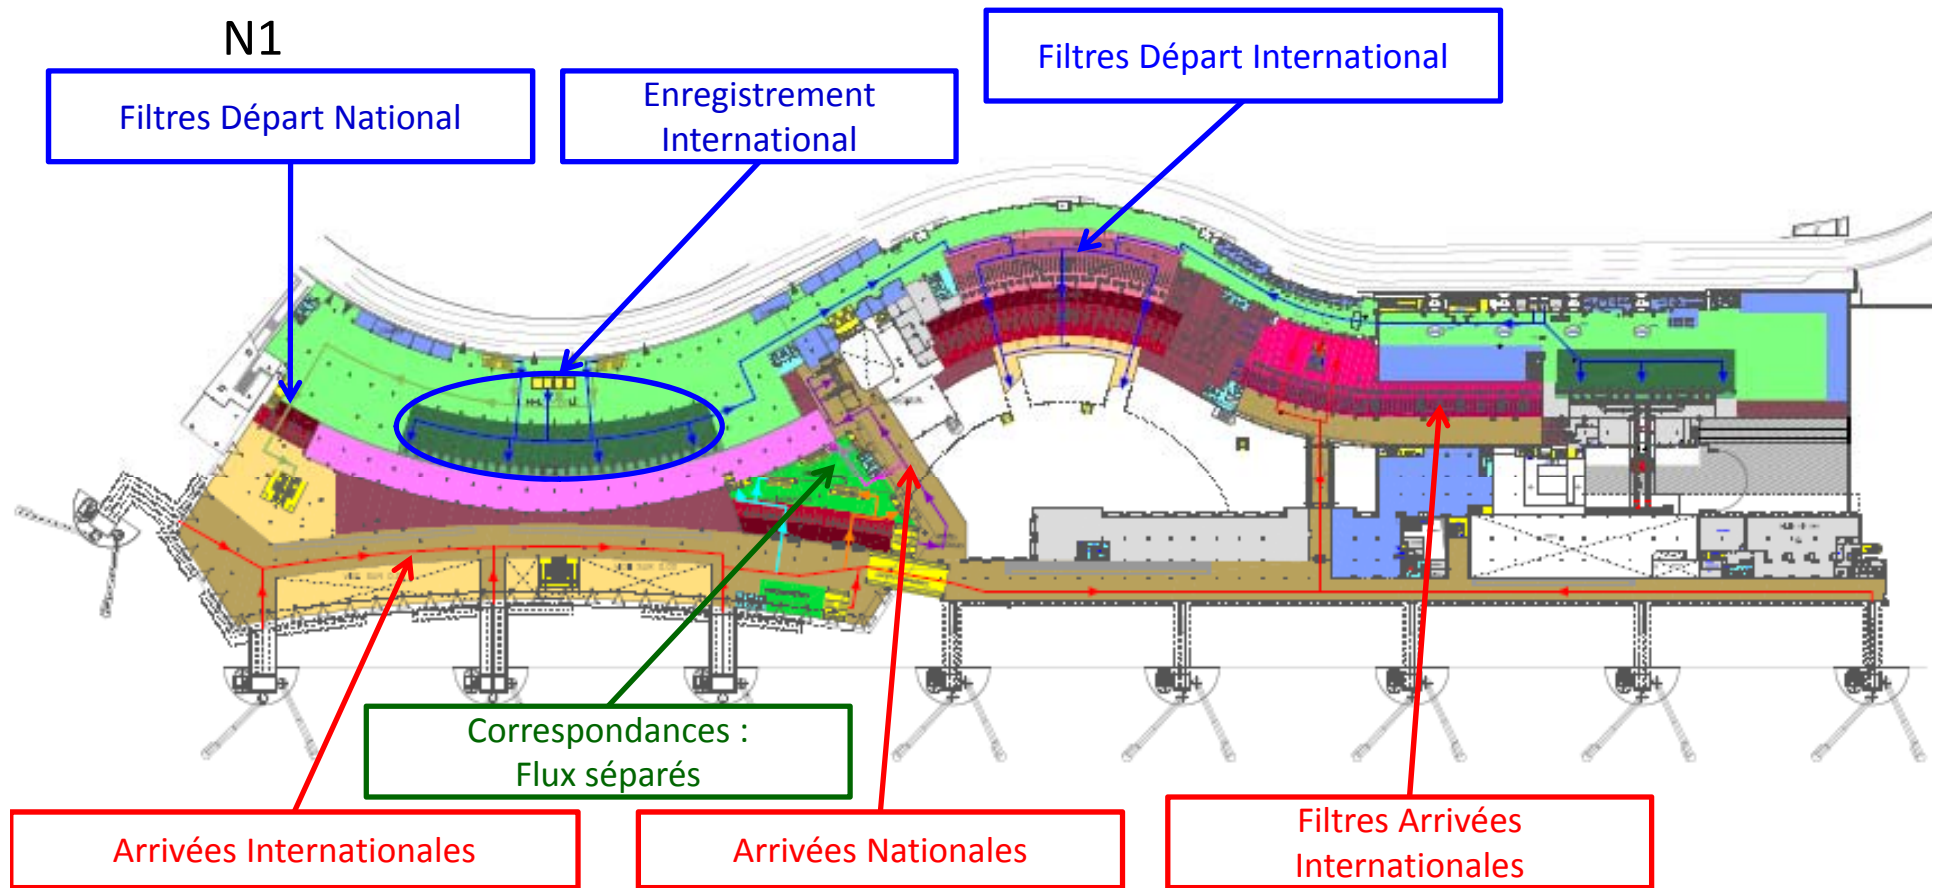 N1
Filtres Départ National
Enregistrement
International
Filtres Départ International
Correspondances :
Flux séparés
Arrivées Internationales
Arrivées Nationales
Filtres Arrivées
Internationales